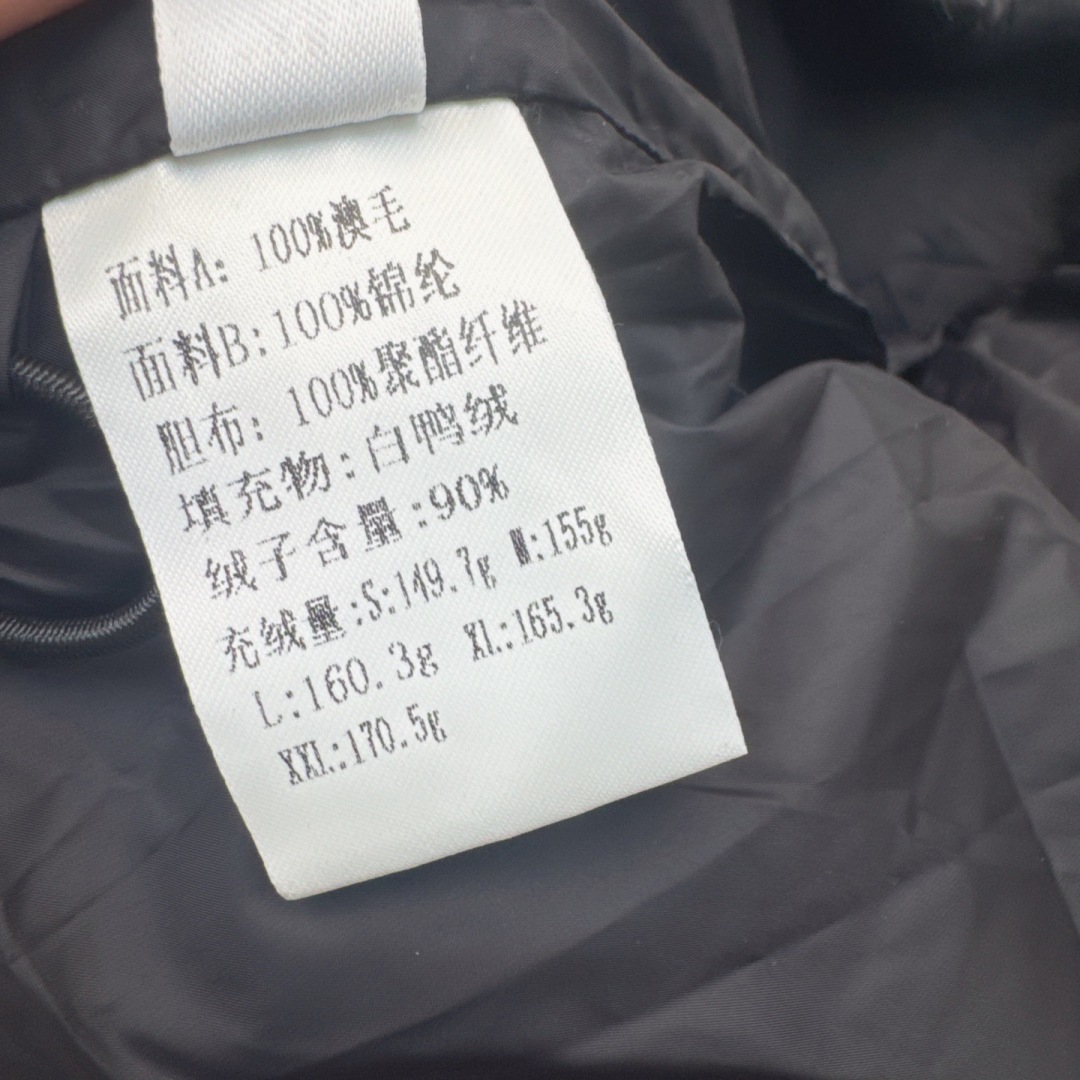 面料A: 100%澳毛
面料B:100%锦纶
胆布: 100%聚酯纤维
填充物:白鸭绒
绒子含量:90%
充绒量:S:149.7g M:155g
L:160.3g XL:165.3g
XXL:170.5g